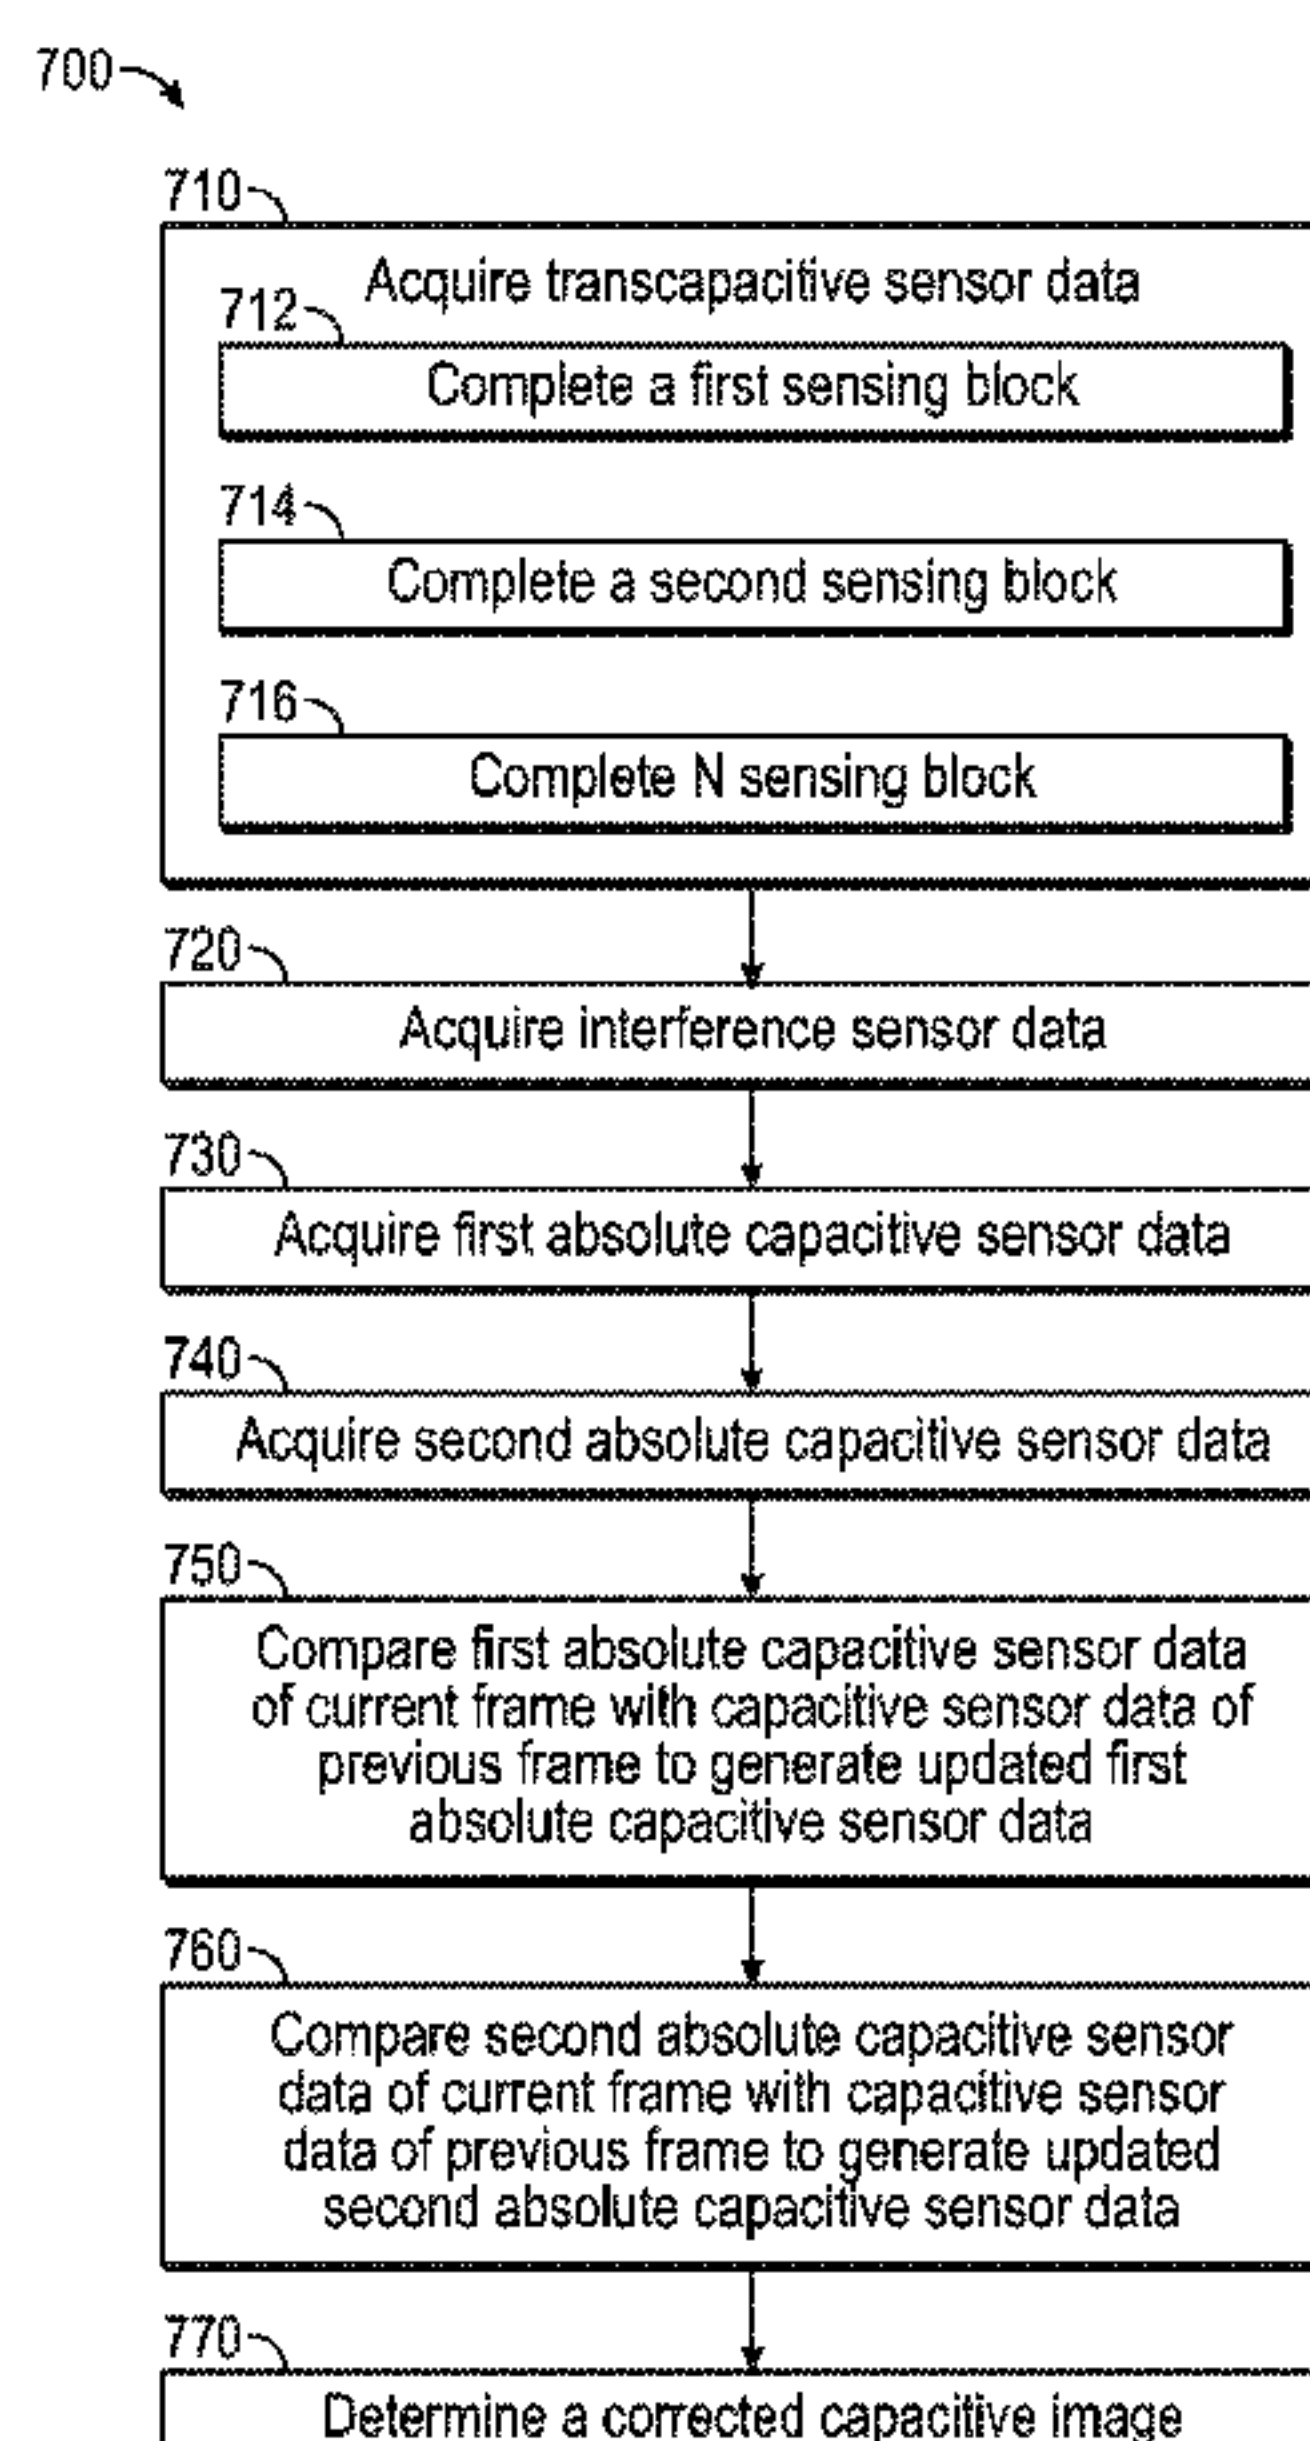 700
710
Acquire transcapacitive sensor data
712
Complete a first sensing block
714
Complete a second sensing block
716
Complete N sensing block
720
Acquire interference sensor data
730
Acquire first absolute capacitive sensor data
740
Acquire second absolute capacitive sensor data
750
Compare first absolute capacitive sensor data
of current frame with capacitive sensor data of
previous frame to generate updated first
absolute capacitive sensor data
760
Compare second absolute capacitive sensor
data of current frame with capacitive sensor
data of previous frame to generate updated
second absolute capacitive sensor data
770
Determine a corrected capacitive image